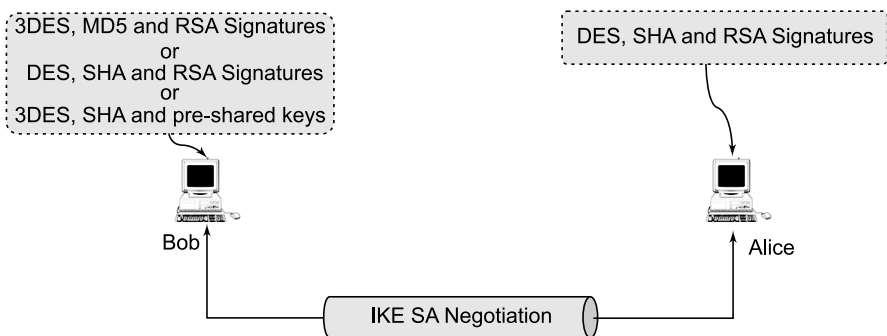 3DES, MD5 and RSA Signatures
or
DES, SHA and RSA Signatures
or
3DES, SHA and pre-shared keys
DES, SHA and RSA Signatures
Bob
Alice
IKE SA Negotiation